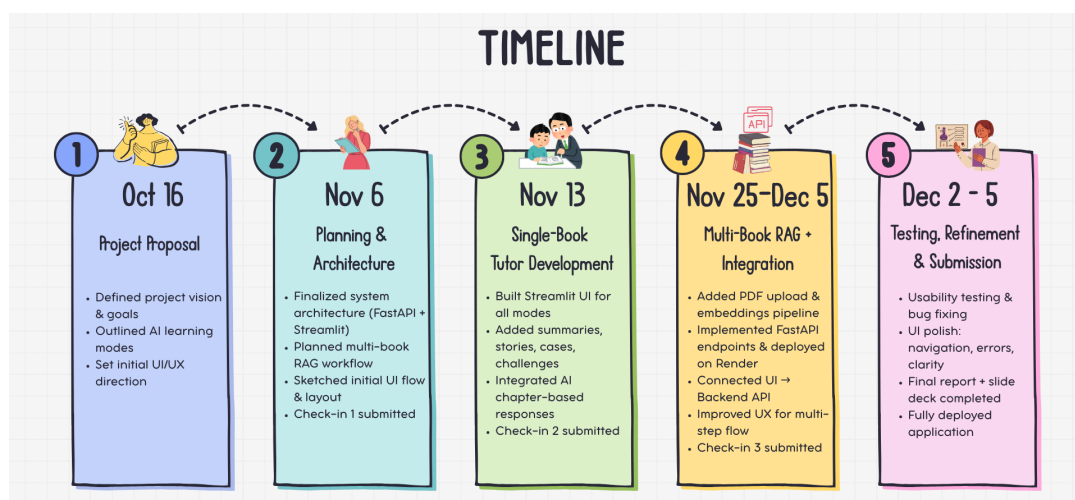 TIMELINE
1
Oct 16
Project Proposal
• Defined project vision
& goals
• Outlined AI learning
modes
• Set initial UI/UX
direction
2
Nov 6
Planning &
Architecture
• Finalized system
architecture (FastAPI +
Streamlit)
• Planned multi-book
RAG workflow
• Sketched initial UI flow
& layout
• Check-in 1 submitted
3
Nov 13
Single-Book
Tutor Development
• Built Streamlit UI for
all modes
• Added summaries,
stories, cases,
challenges
• Integrated AI
chapter-based
responses
• Check-in 2 submitted
API
4
Nov 25-Dec 5
Multi-Book RAG +
Integration
• Added PDF upload &
embeddings pipeline
• Implemented FastAPI
endpoints & deployed
on Render
• Connected UI →
Backend API
• Improved UX for multi-
step flow
• Check-in 3 submitted
5
Dec 2 - 5
Testing, Refinement
& Submission
• Usability testing &
bug fixing
• UI polish:
navigation, errors,
clarity
• Final report + slide
deck completed
• Fully deployed
application